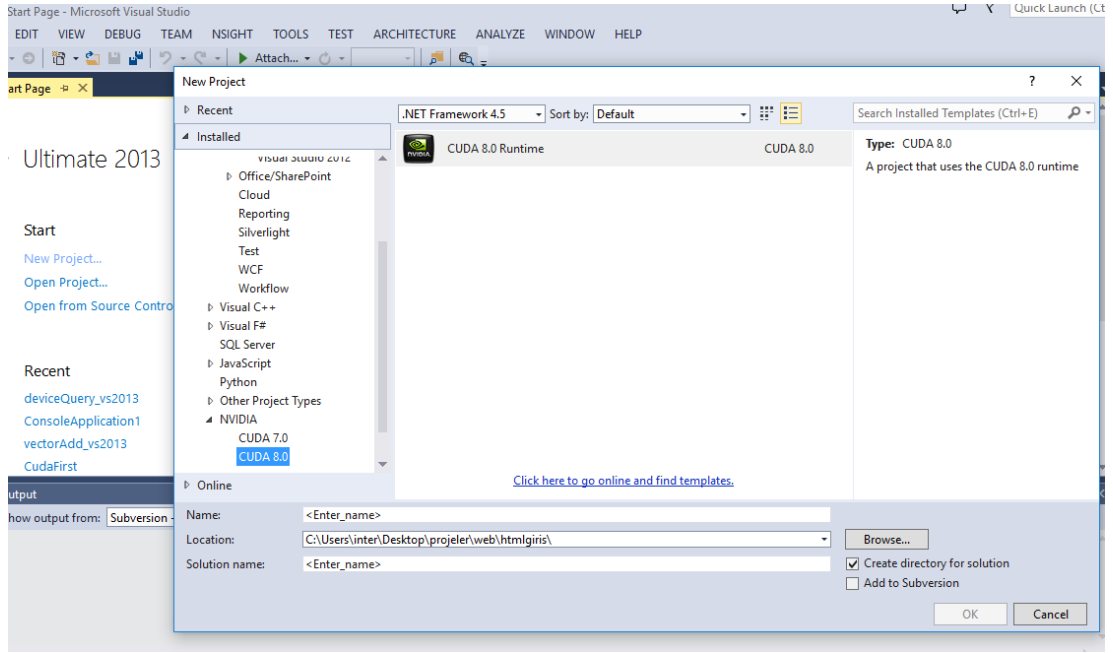 Start Page - Microsoft Visual Studio
Quick Launch (Ct
EDIT VIEW DEBUG TEAM NSIGHT TOOLS TEST ARCHITECTURE ANALYZE WINDOW HELP
Attach...
art Page
Ultimate 2013
Start
New Project...
Open Project...
Open from Source Contro
Recent
deviceQuery_vs2013
ConsoleApplication1
vectorAdd_vs2013
CudaFirst
utput
how output from: Subversion -
New Project
? X
Recent
Installed
Visual Studio 2012
Office/SharePoint
Cloud
Reporting
Silverlight
Test
WCF
Workflow
Visual C++
Visual F#
SQL Server
JavaScript
Python
Other Project Types
NVIDIA
CUDA 7.0
CUDA 8.0
Online
.NET Framework 4.5 Sort by: Default
NVIDIA
CUDA 8.0 Runtime CUDA 8.0
Click here to go online and find templates.
Search Installed Templates (Ctrl+E)
Type: CUDA 8.0
A project that uses the CUDA 8.0 runtime
Name: <Enter_name>
Location: C:\Users\inter\Desktop\projeler\web\htmlgiris\ Browse...
Solution name: <Enter_name>
Create directory for solution
Add to Subversion
OK Cancel